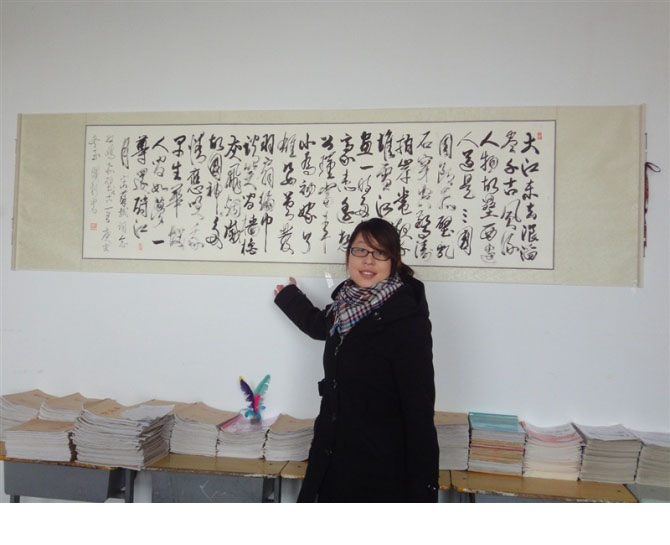 大江东去浪淘
尽千古风流
人物故垒西边
人道是三国
周郎赤壁乱
石穿空惊涛
拍岸卷起千
堆雪江山如
画一时多少
豪杰遥想
公瑾当年
小乔初嫁了
雄姿英发
羽扇纶巾
谈笑间樯橹
灰飞烟灭
故国神游多
情应笑我
早生华发
人间如梦一
尊还酹江
月